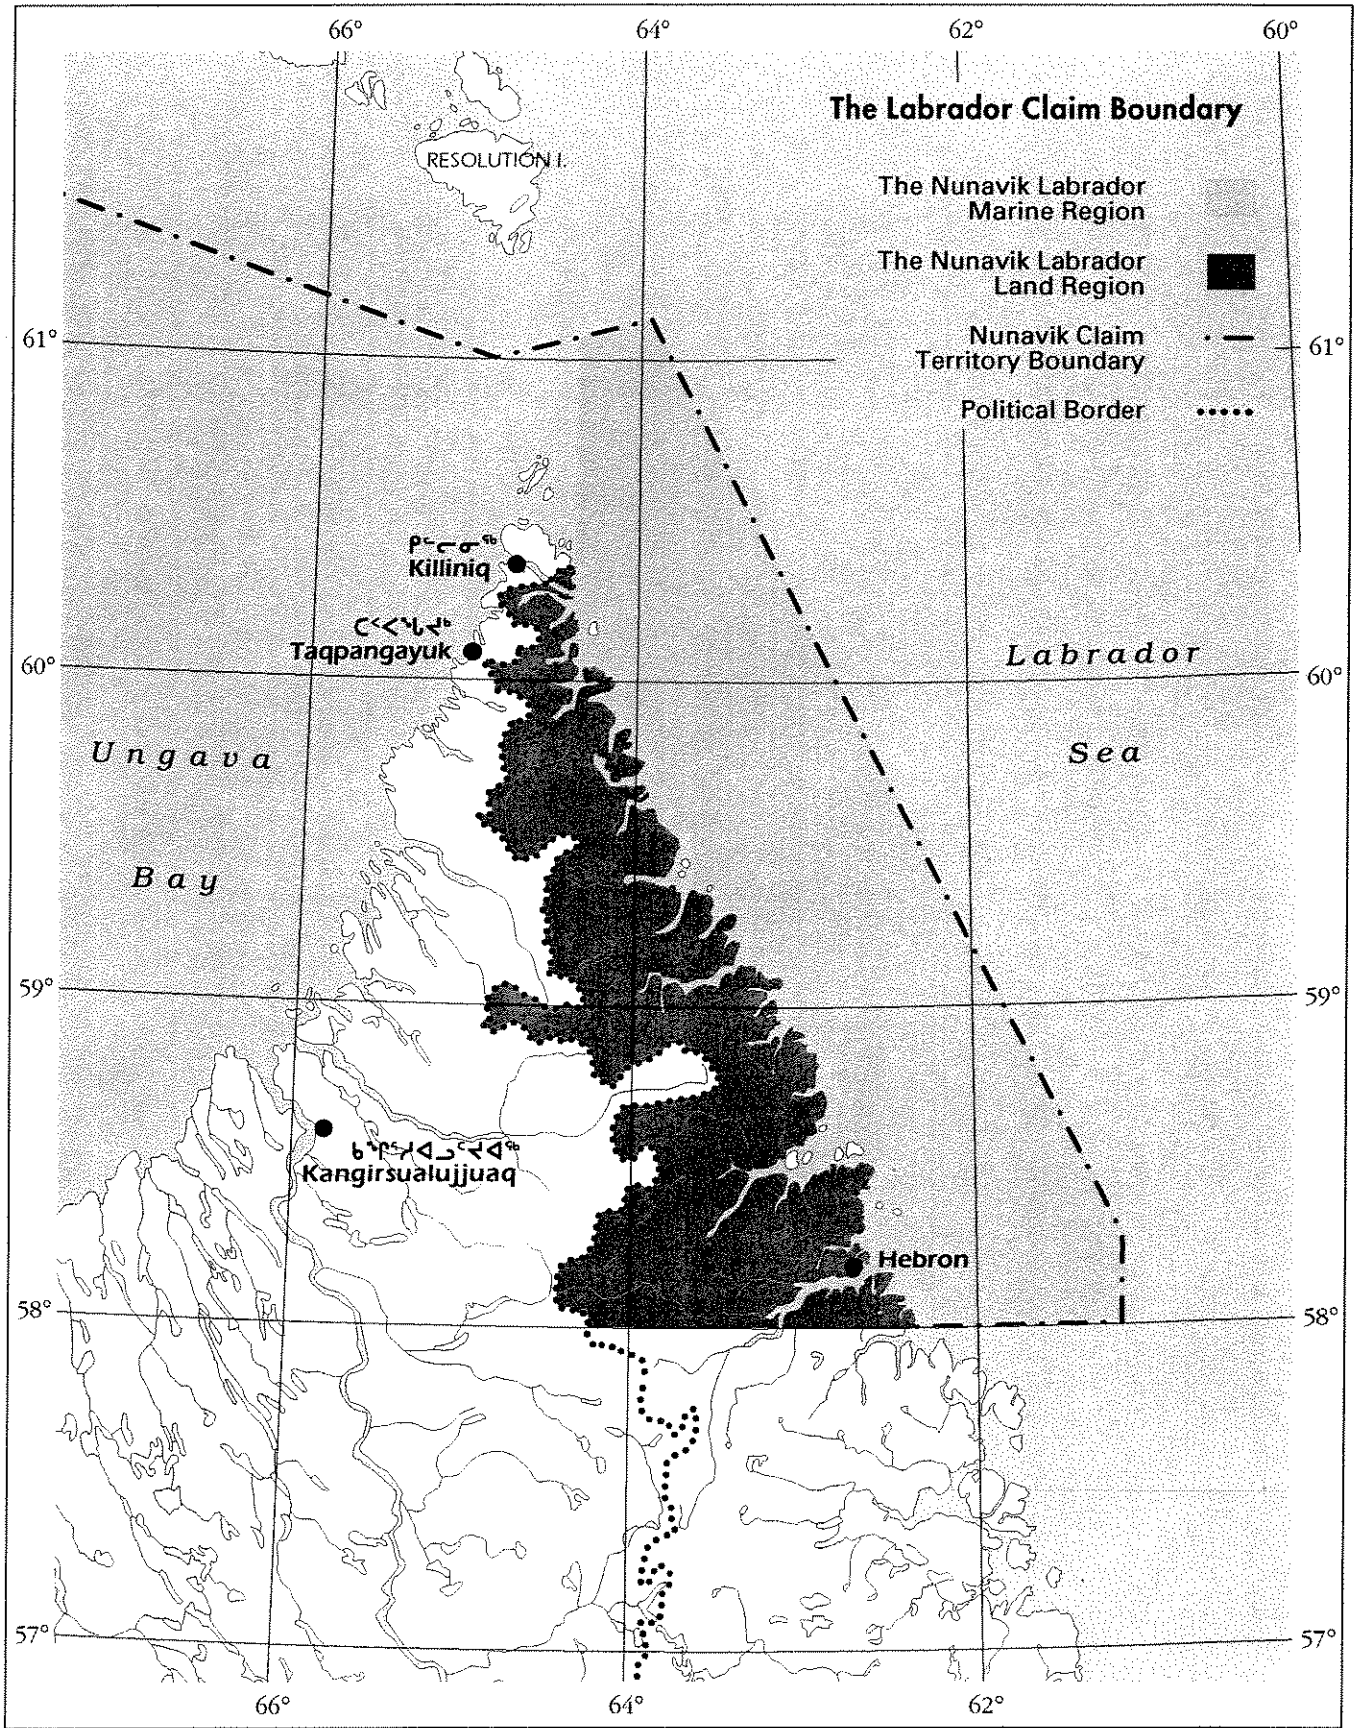 66° 64° 62° 60°
The Labrador Claim Boundary
RESOLUTION I.
The Nunavik Labrador
Marine Region
The Nunavik Labrador
Land Region
Nunavik Claim
Territory Boundary
Political Border
61° 61°
ᑭᓪᓕᓂᖅ
Killiniq
ᑕᑉᐸᖓᔪᒃ
Taqpangayuk
60° 60°
Labrador
Sea
Ungava
Bay
59° 59°
Kangirsualujjuaq
Hebron
58° 58°
57° 57°
66° 64° 62°